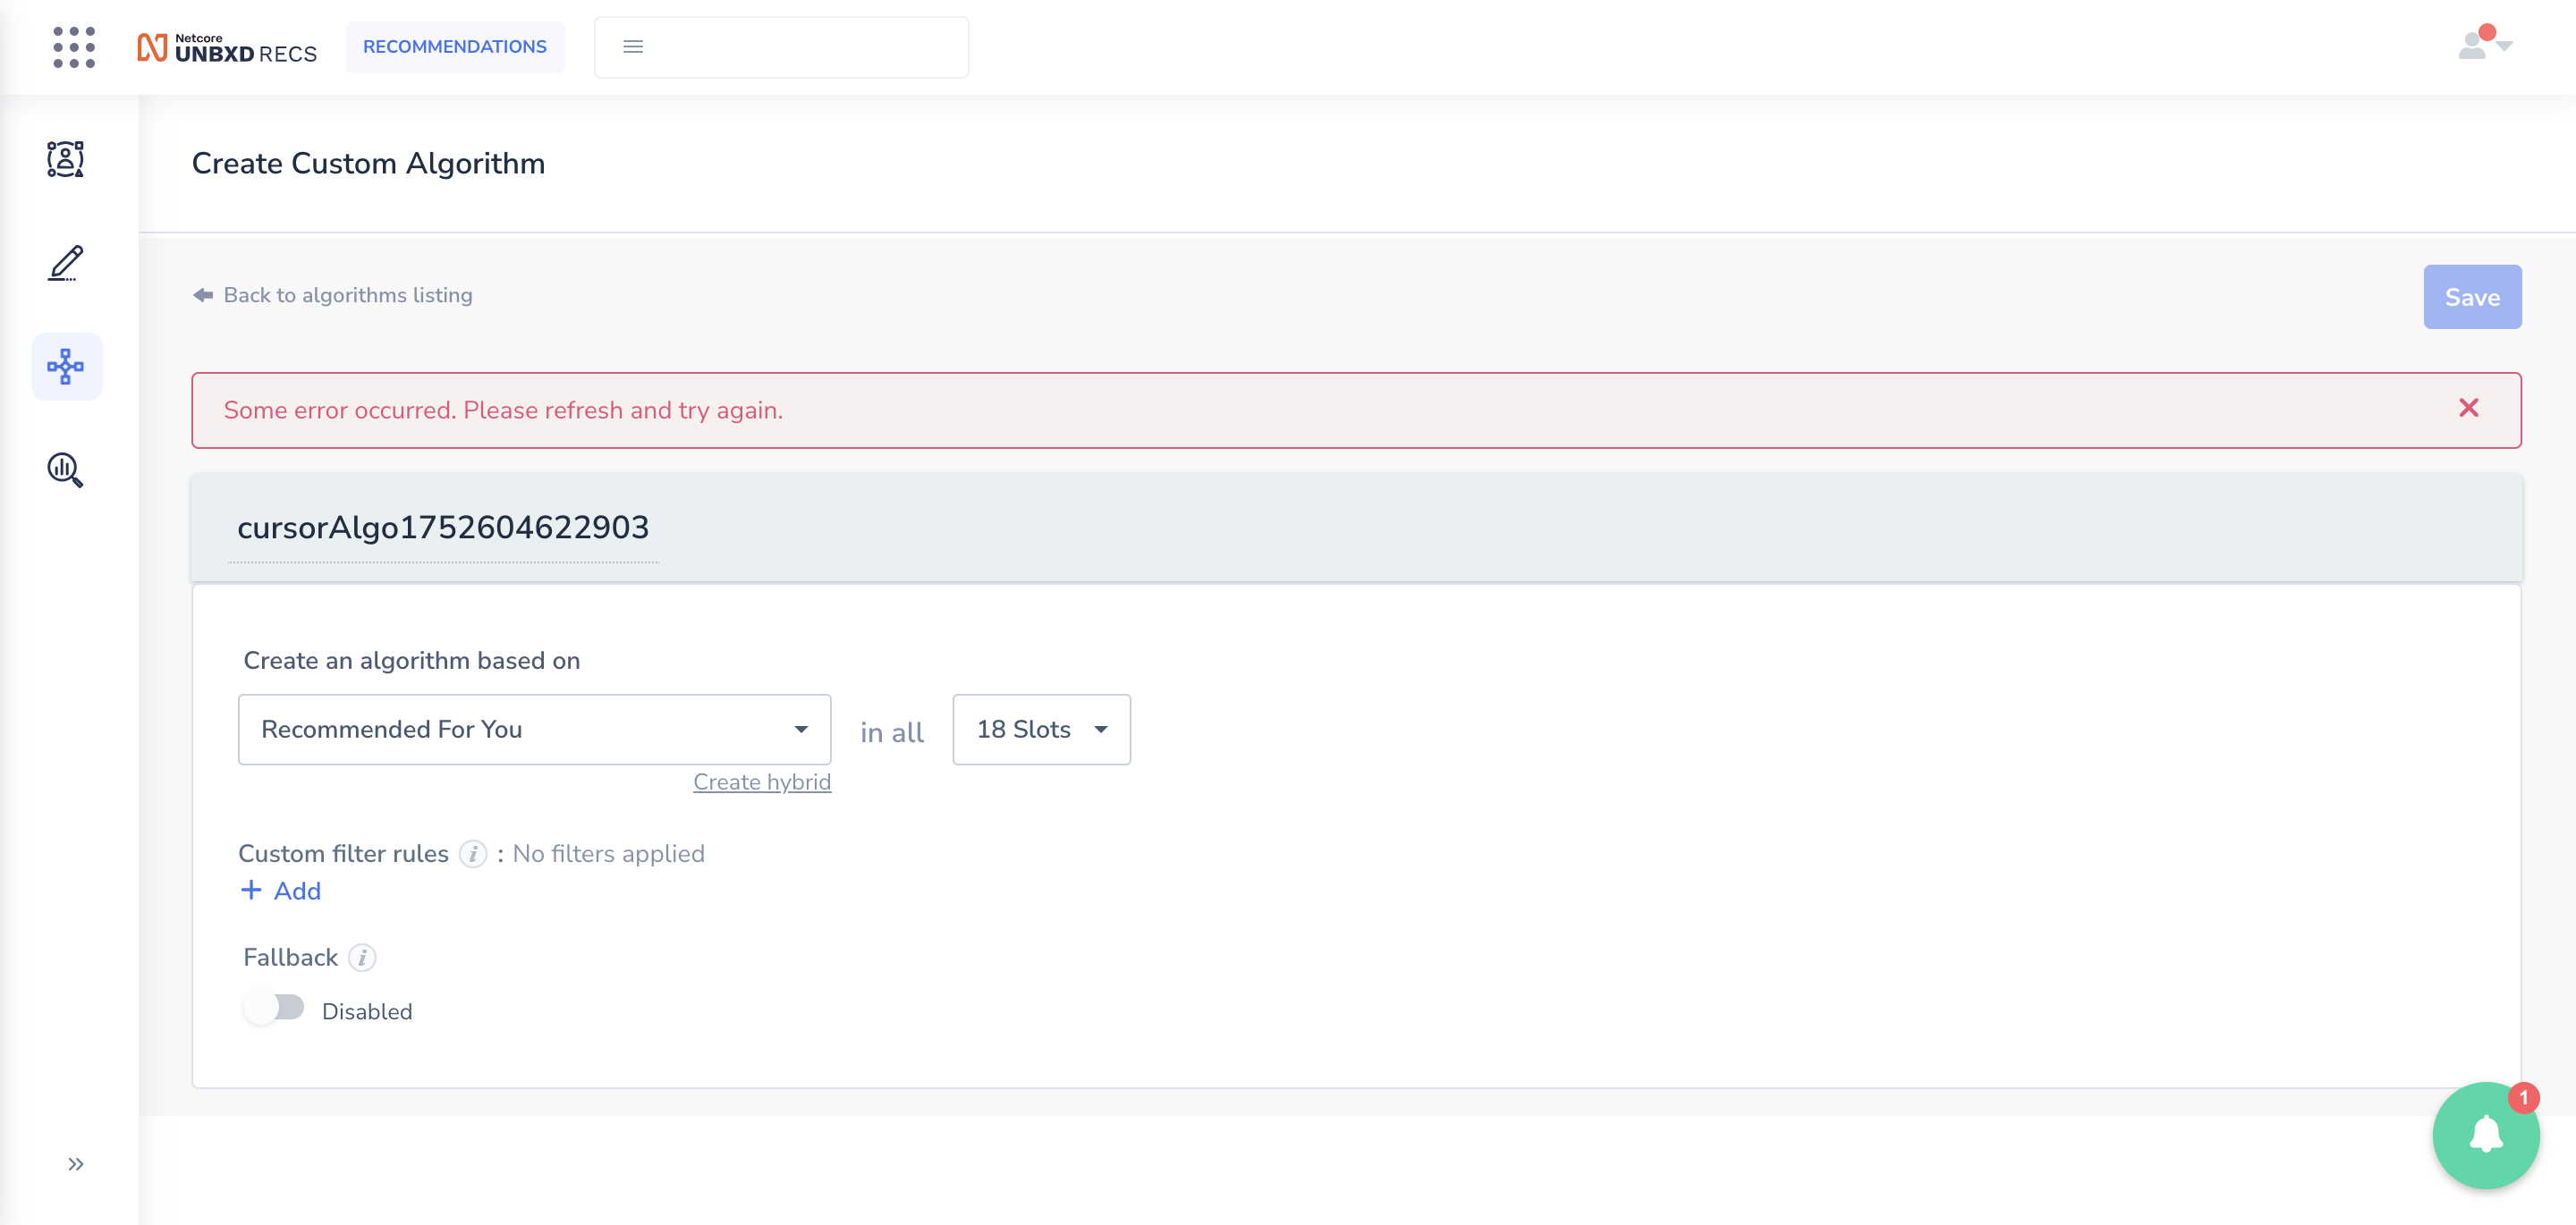 Netcore
UNBXD RECS
RECOMMENDATIONS
Create Custom Algorithm
Back to algorithms listing
Save
Some error occurred. Please refresh and try again.
cursorAlgo1752604622903
Create an algorithm based on
Recommended For You
in all
18 Slots
Create hybrid
Custom filter rules i : No filters applied
+ Add
Fallback i
Disabled
1